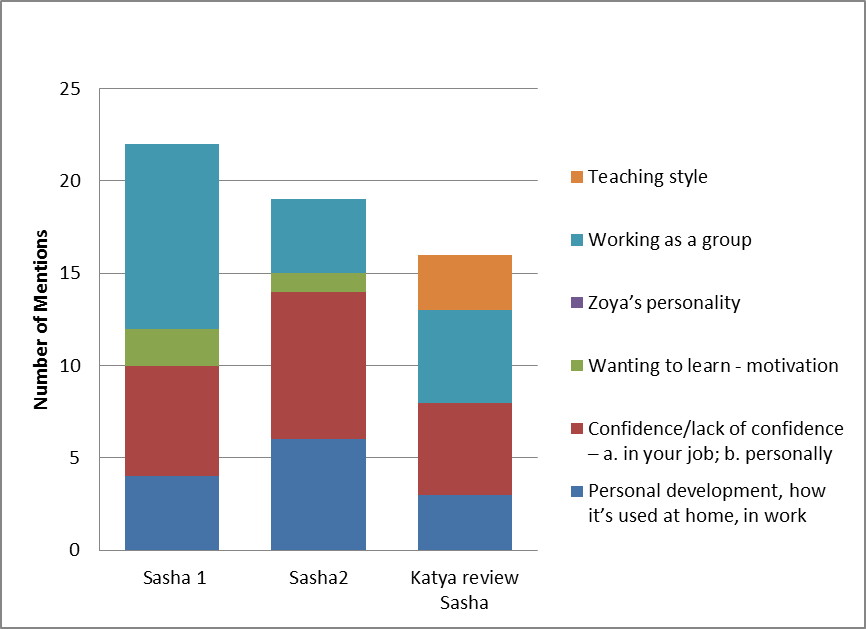 25
20
15
10
5
0
Number of Mentions
Sasha 1
Sasha2
Katya review
Sasha
Teaching style
Working as a group
Zoya’s personality
Wanting to learn - motivation
Confidence/lack of confidence
– a. in your job; b. personally
Personal development, how
it’s used at home, in work